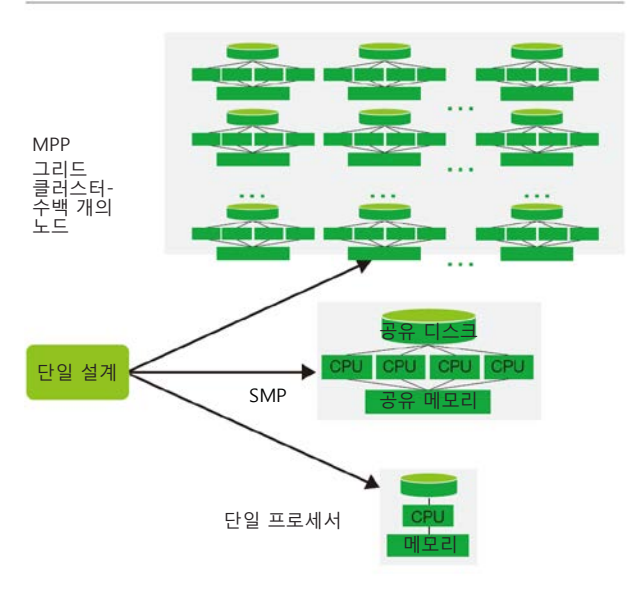 MPP
그리드
클러스터-
수백 개의
노드
단일 설계
SMP
공유 디스크
CPU CPU CPU CPU
공유 메모리
단일 프로세서
CPU
메모리